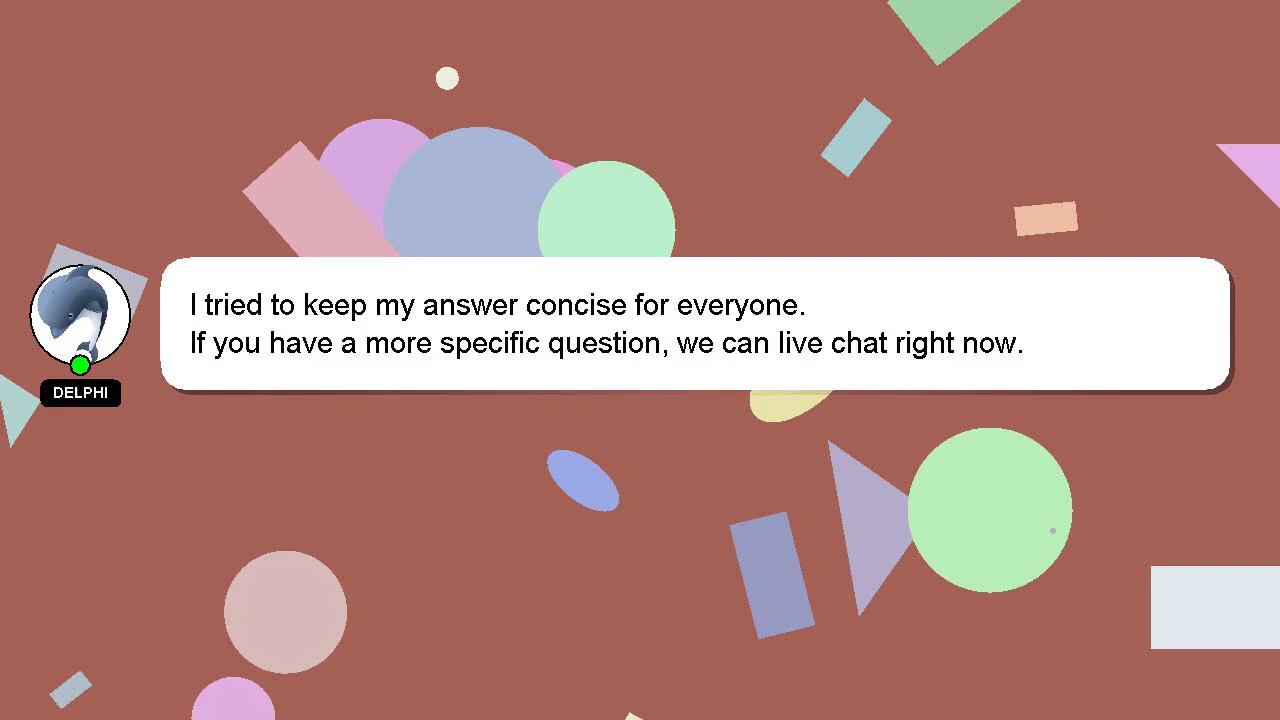 I tried to keep my answer concise for everyone.
If you have a more specific question, we can live chat right now.
DELPHI